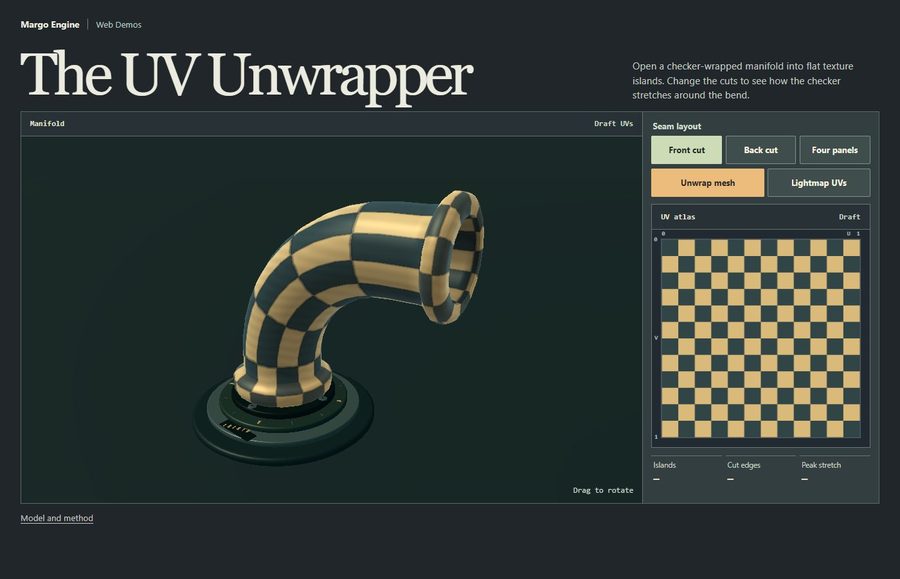 Margo Engine
Web Demos
The UV Unwrapper
Open a checker-wrapped manifold into flat texture
islands. Change the cuts to see how the checker
stretches around the bend.
Manifold
Draft UVs
Seam layout
Front cut
Back cut
Four panels
Unwrap mesh
Lightmap UVs
UV atlas
Draft
0
U 1
0
V
1
Drag to rotate
Islands
Cut edges
Peak stretch
—
—
—
Model and method